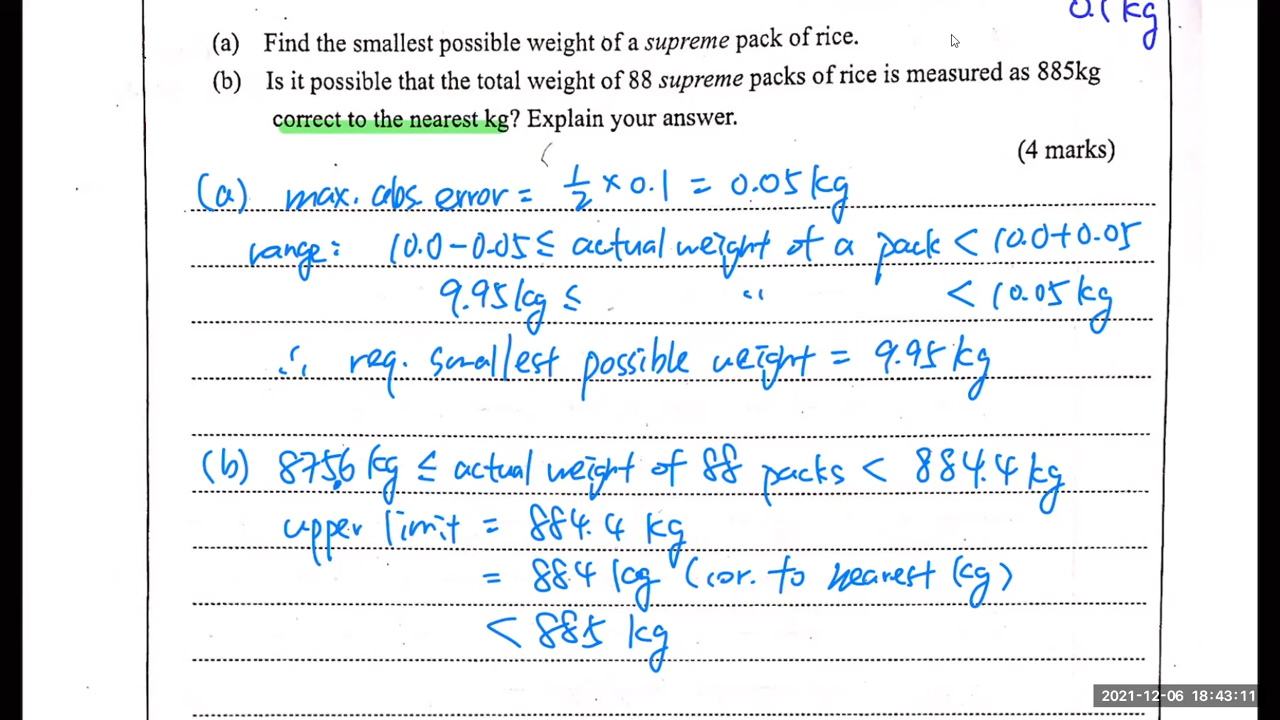 0.1 kg
(a) Find the smallest possible weight of a supreme pack of rice.
(b) Is it possible that the total weight of 88 supreme packs of rice is measured as 885kg
correct to the nearest kg? Explain your answer.
(4 marks)
(a) max. abs. error = 1/2 × 0.1 = 0.05 kg
range: 10.0 - 0.05 ≤ actual weight of a pack < 10.0 + 0.05
9.95 kg ≤ " < 10.05 kg
∴ req. smallest possible weight = 9.95 kg
(b) 875.6 kg ≤ actual weight of 88 packs < 884.4 kg
upper limit = 884.4 kg
= 884 kg (cor. to nearest kg)
< 885 kg
2021-12-06 18:43:11